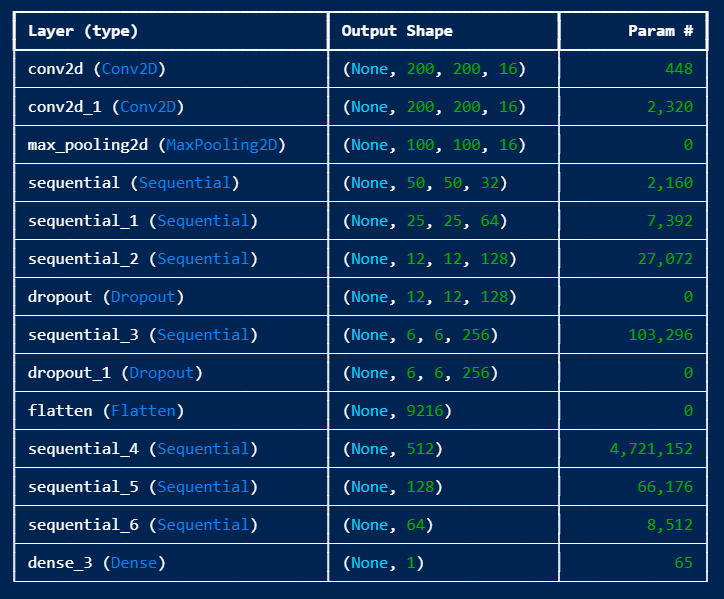 Layer (type) Output Shape Param #
conv2d (Conv2D) (None, 200, 200, 16) 448
conv2d_1 (Conv2D) (None, 200, 200, 16) 2,320
max_pooling2d (MaxPooling2D) (None, 100, 100, 16) 0
sequential (Sequential) (None, 50, 50, 32) 2,160
sequential_1 (Sequential) (None, 25, 25, 64) 7,392
sequential_2 (Sequential) (None, 12, 12, 128) 27,072
dropout (Dropout) (None, 12, 12, 128) 0
sequential_3 (Sequential) (None, 6, 6, 256) 103,296
dropout_1 (Dropout) (None, 6, 6, 256) 0
flatten (Flatten) (None, 9216) 0
sequential_4 (Sequential) (None, 512) 4,721,152
sequential_5 (Sequential) (None, 128) 66,176
sequential_6 (Sequential) (None, 64) 8,512
dense_3 (Dense) (None, 1) 65